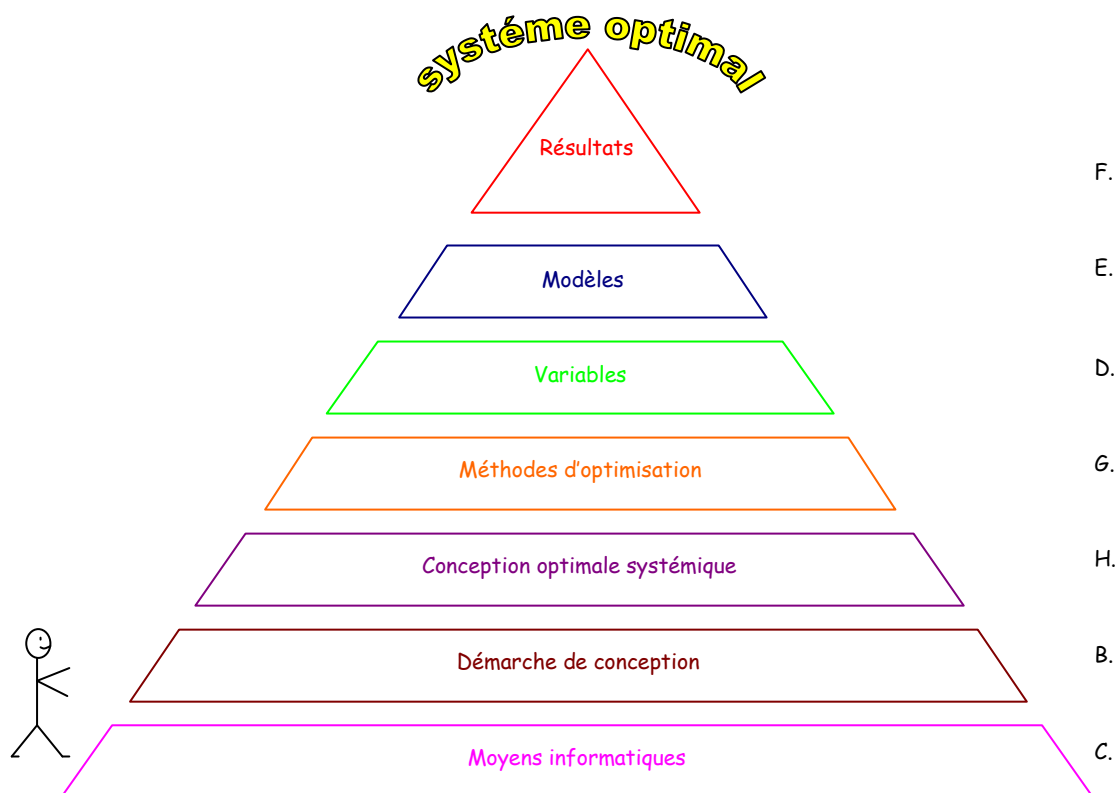 systéme optimal
Résultats
F.
Modèles
E.
Variables
D.
Méthodes d'optimisation
G.
Conception optimale systémique
H.
Démarche de conception
B.
Moyens informatiques
C.